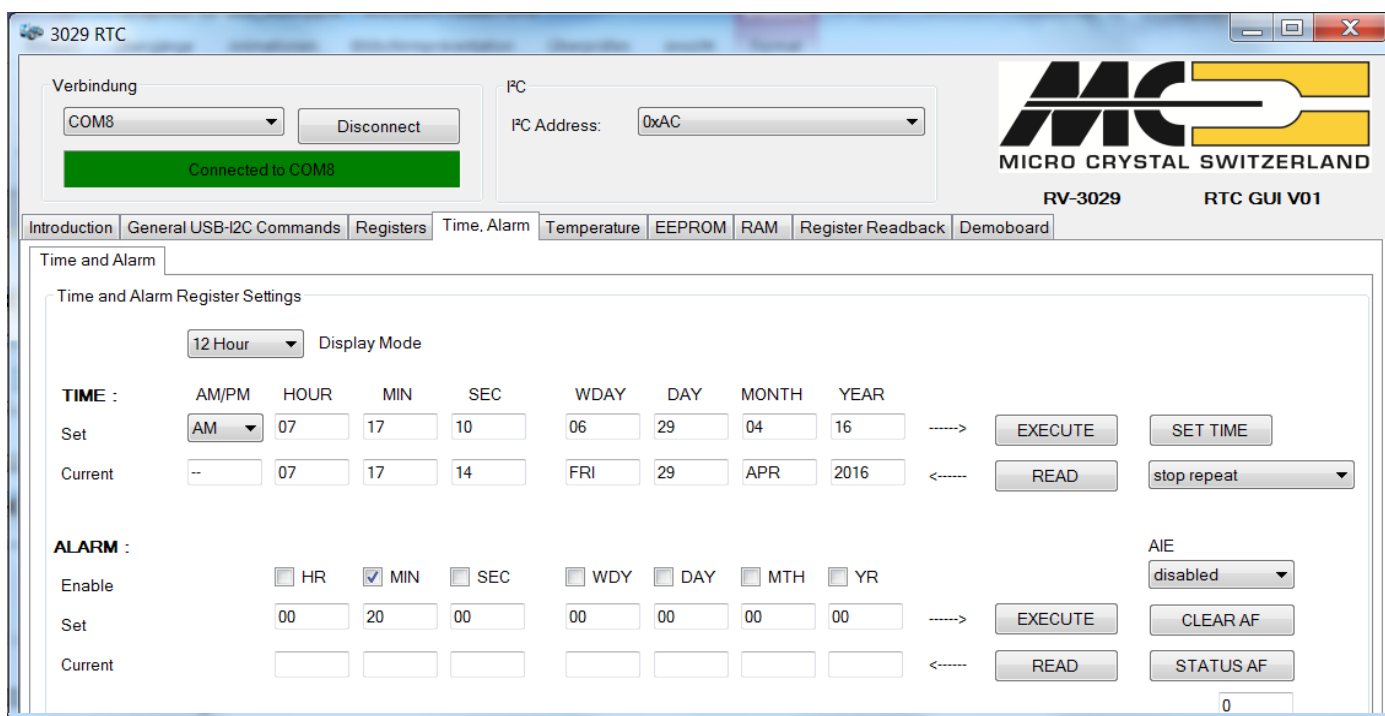 3029 RTC
Verbindung
COM8
Disconnect
Connected to COM8
I²C
I²C Address: 0xAC
MICRO CRYSTAL SWITZERLAND
RV-3029 RTC GUI V01
Introduction General USB-I2C Commands Registers Time, Alarm Temperature EEPROM RAM Register Readback Demoboard
Time and Alarm
Time and Alarm Register Settings
12 Hour Display Mode
TIME : AM/PM HOUR MIN SEC WDAY DAY MONTH YEAR
Set AM 07 17 10 06 29 04 16 ------> EXECUTE SET TIME
Current -- 07 17 14 FRI 29 APR 2016 <------ READ stop repeat
ALARM : AIE
Enable HR MIN SEC WDY DAY MTH YR disabled
Set 00 20 00 00 00 00 00 ------> EXECUTE CLEAR AF
Current <------ READ STATUS AF
0